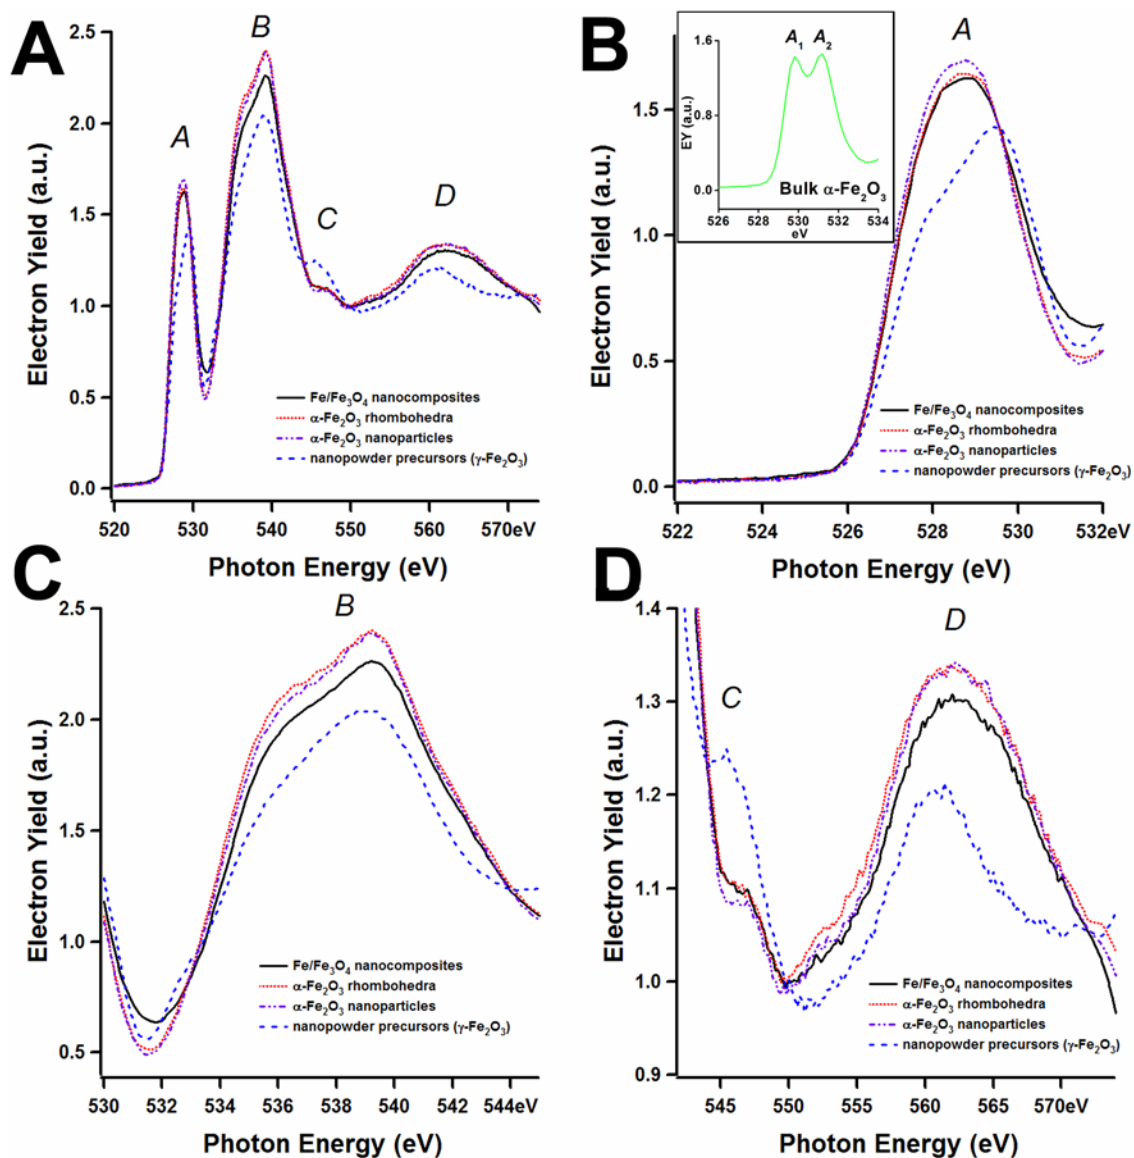 A
B
A
B
C
D
2.5
2.0
1.5
1.0
0.5
0.0
Electron Yield (a.u.)
Fe/Fe₃O₄ nanocomposites
α-Fe₂O₃ rhombohedra
α-Fe₂O₃ nanoparticles
nanopowder precursors (γ-Fe₂O₃)
520 530 540 550 560 570eV
Photon Energy (eV)
A
1.5
1.0
0.5
0.0
Electron Yield (a.u.)
A₁ A₂
1.6
0.8
0.0
EY (a.u.)
Bulk α-Fe₂O₃
526 528 530 532 534
eV
Fe/Fe₃O₄ nanocomposites
α-Fe₂O₃ rhombohedra
α-Fe₂O₃ nanoparticles
nanopowder precursors (γ-Fe₂O₃)
522 524 526 528 530 532eV
Photon Energy (eV)
C
D
B
2.5
2.0
1.5
1.0
0.5
Electron Yield (a.u.)
Fe/Fe₃O₄ nanocomposites
α-Fe₂O₃ rhombohedra
α-Fe₂O₃ nanoparticles
nanopowder precursors (γ-Fe₂O₃)
530 532 534 536 538 540 542 544eV
Photon Energy (eV)
C
D
1.4
1.3
1.2
1.1
1.0
0.9
Electron Yield (a.u.)
Fe/Fe₃O₄ nanocomposites
α-Fe₂O₃ rhombohedra
α-Fe₂O₃ nanoparticles
nanopowder precursors (γ-Fe₂O₃)
545 550 555 560 565 570eV
Photon Energy (eV)